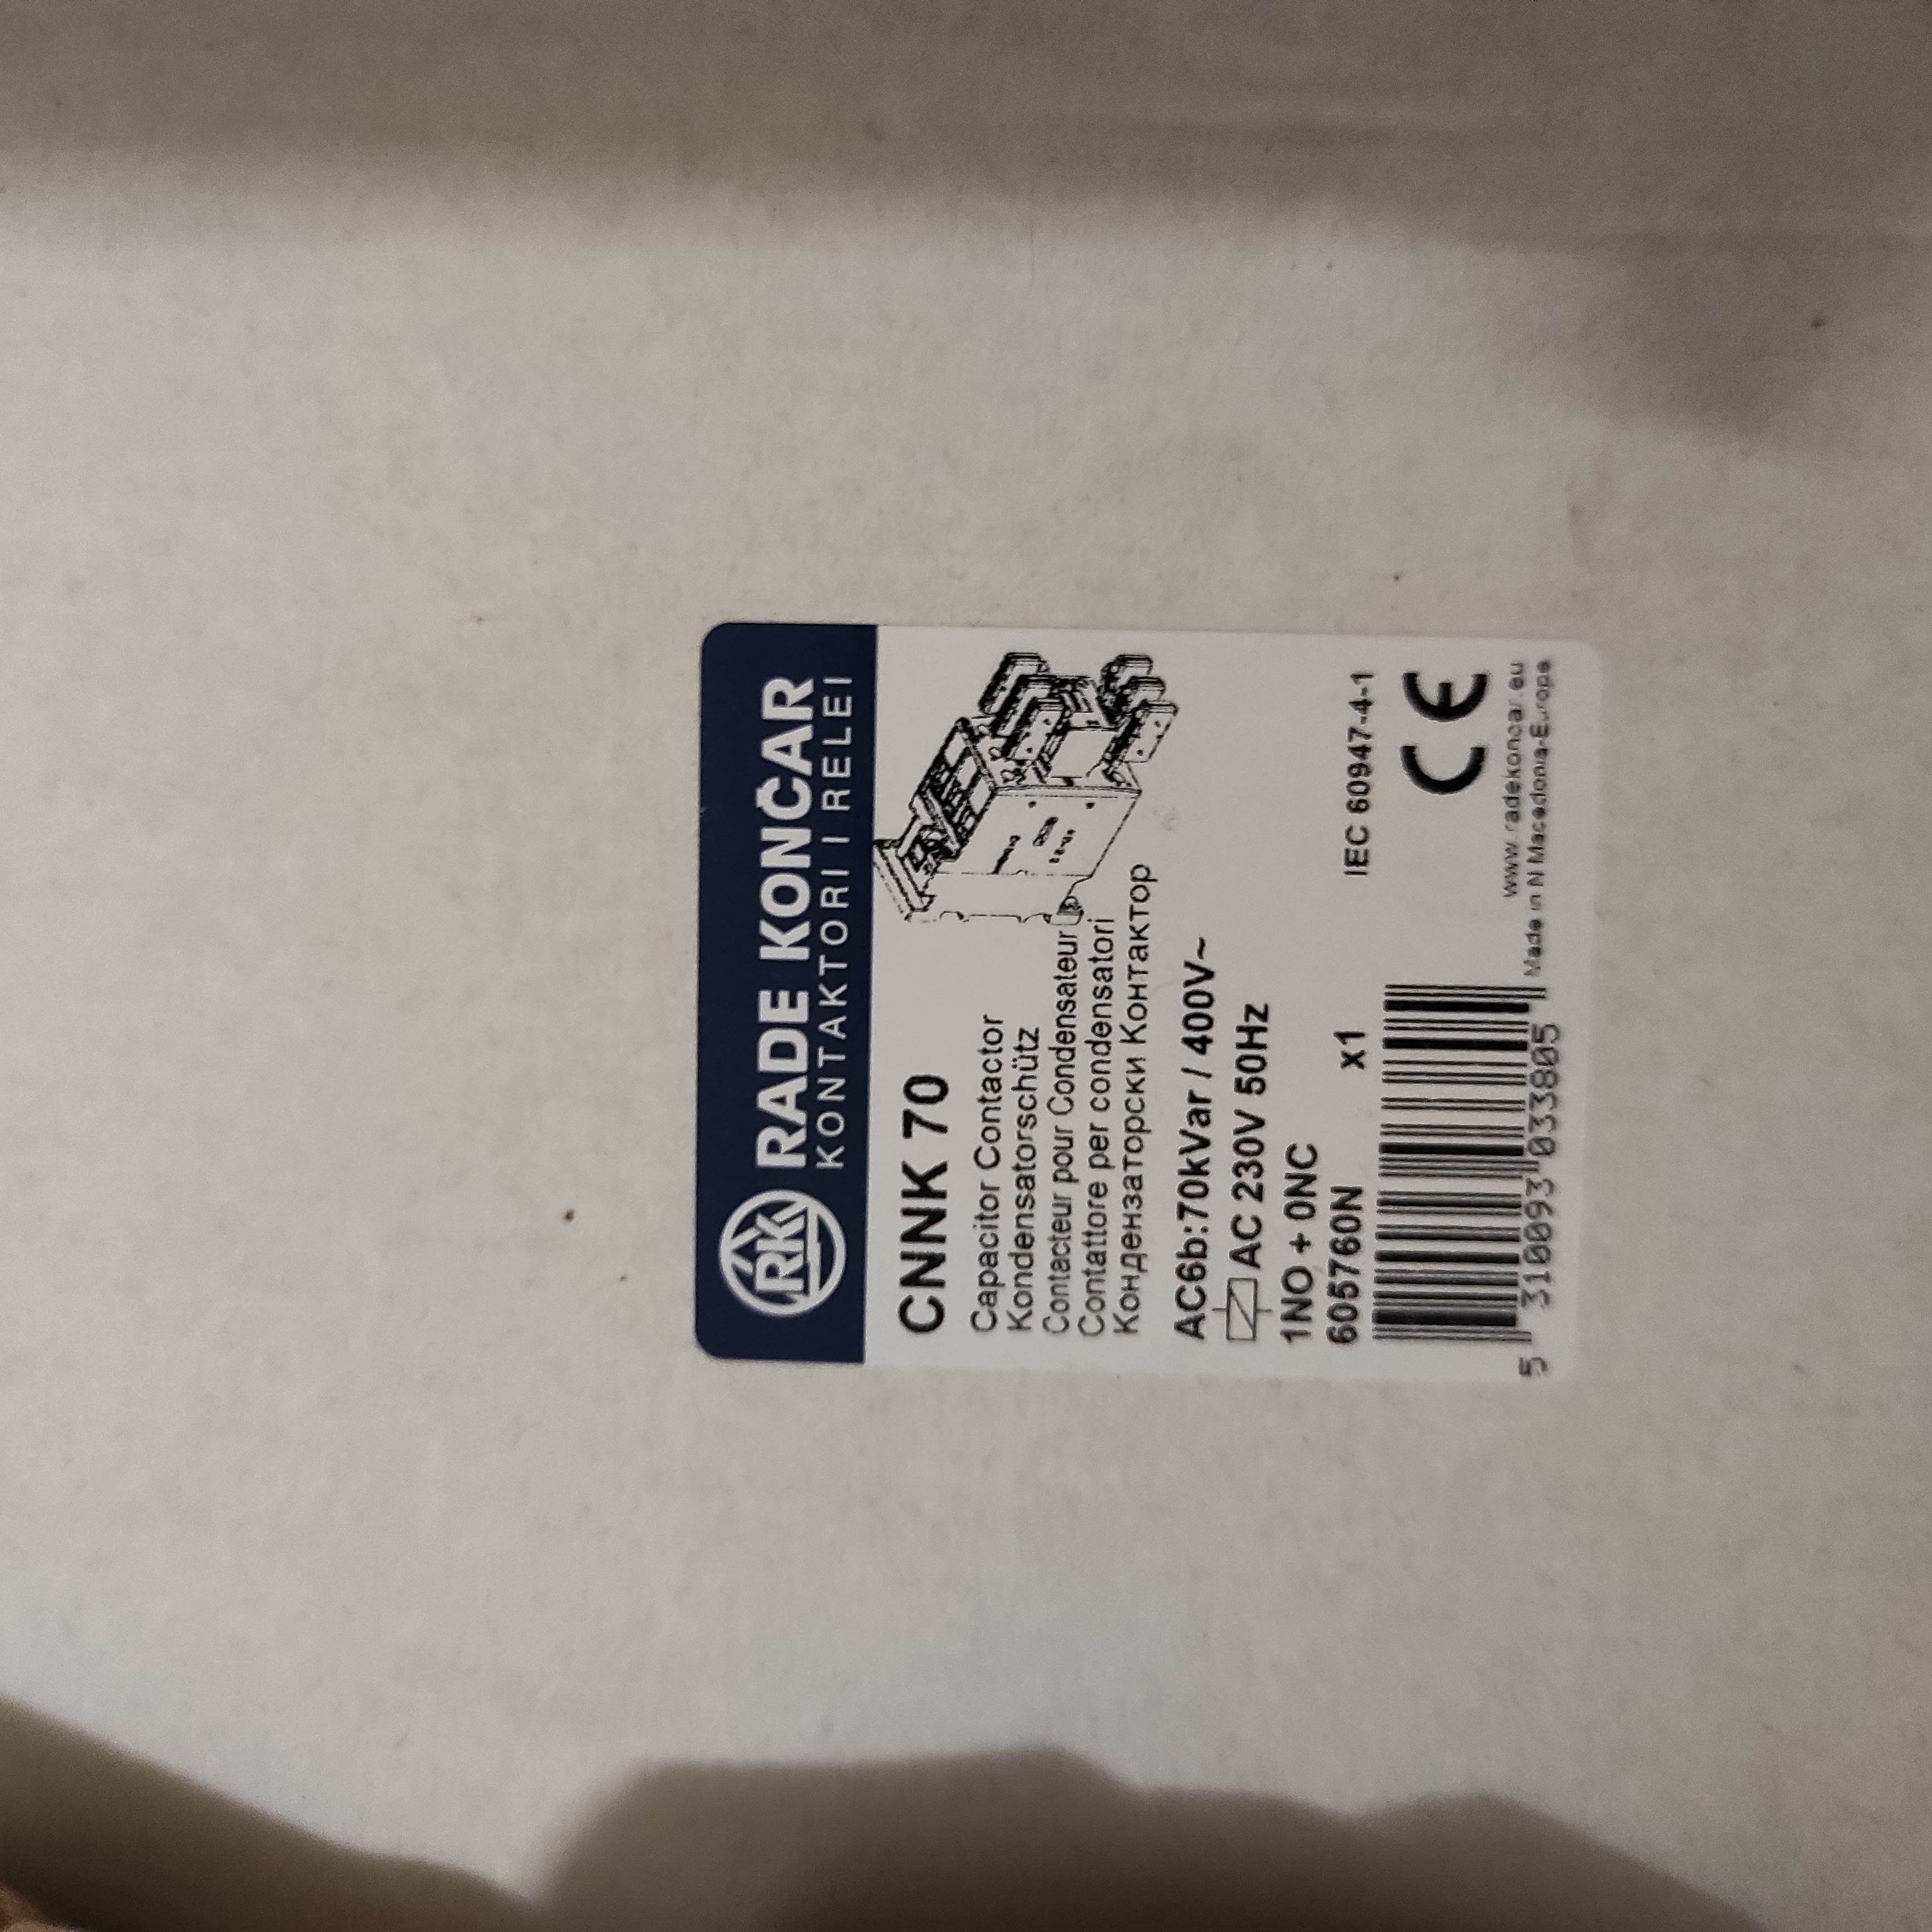 RK RADE KONČAR
KONTAKTORI I RELEI
CNNK 70
Capacitor Contactor
Kondensatorschütz
Contacteur pour Condensateur
Contattore per condensatori
Кондензаторски Контактор
AC6b:70kVar / 400V~
AC 230V 50Hz
1NO + 0NC
605760N x1
IEC 60947-4-1
CE
5 310093 033805
www.radekoncar.eu
Made in N.Macedonia-Europe